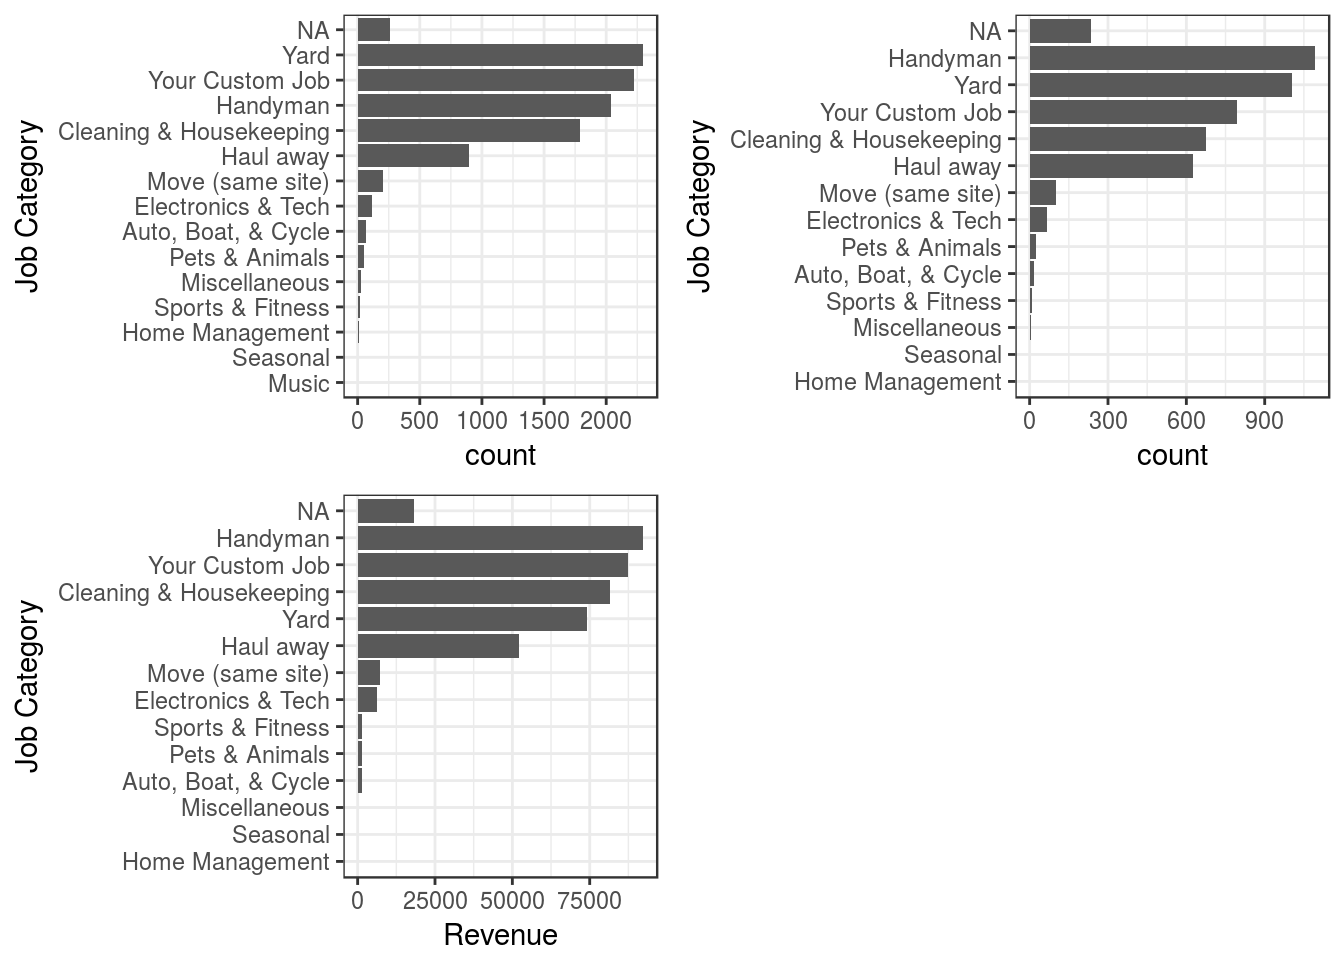 Job Category
NA
Yard
Your Custom Job
Handyman
Cleaning & Housekeeping
Haul away
Move (same site)
Electronics & Tech
Auto, Boat, & Cycle
Pets & Animals
Miscellaneous
Sports & Fitness
Home Management
Seasonal
Music
0 500 1000 1500 2000
count
Job Category
NA
Handyman
Yard
Your Custom Job
Cleaning & Housekeeping
Haul away
Move (same site)
Electronics & Tech
Pets & Animals
Auto, Boat, & Cycle
Sports & Fitness
Miscellaneous
Seasonal
Home Management
0 300 600 900
count
Job Category
NA
Handyman
Your Custom Job
Cleaning & Housekeeping
Yard
Haul away
Move (same site)
Electronics & Tech
Sports & Fitness
Pets & Animals
Auto, Boat, & Cycle
Miscellaneous
Seasonal
Home Management
0 25000 50000 75000
Revenue